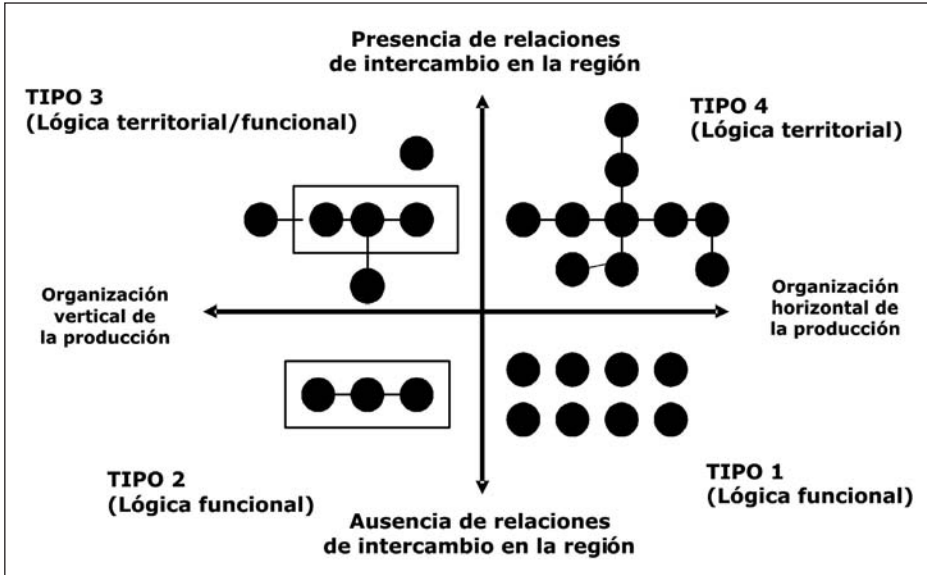 Presencia de relaciones
de intercambio en la región
TIPO 3
(Lógica territorial/funcional)
TIPO 4
(Lógica territorial)
Organización
vertical de
la producción
Organización
horizontal de
la producción
TIPO 2
(Lógica funcional)
TIPO 1
(Lógica funcional)
Ausencia de relaciones
de intercambio en la región